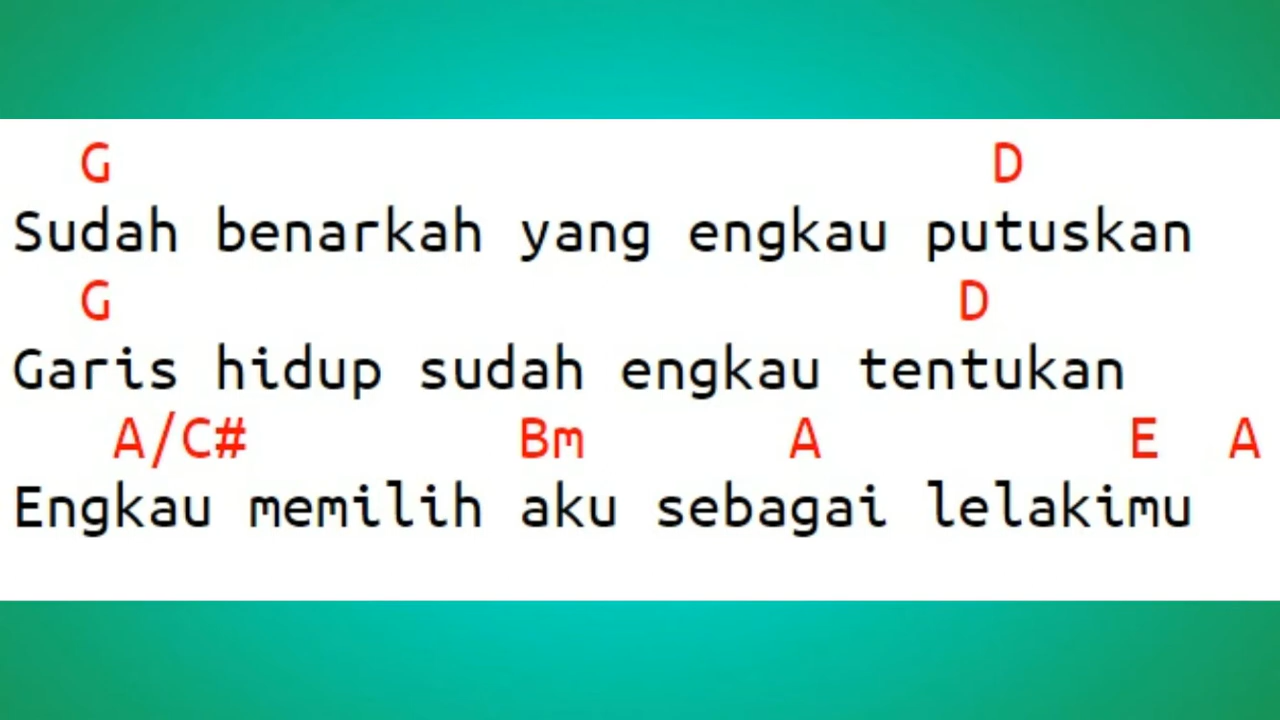 G D
Sudah benarkah yang engkau putuskan
G D
Garis hidup sudah engkau tentukan
A/C# Bm A E A
Engkau memilih aku sebagai lelakimu